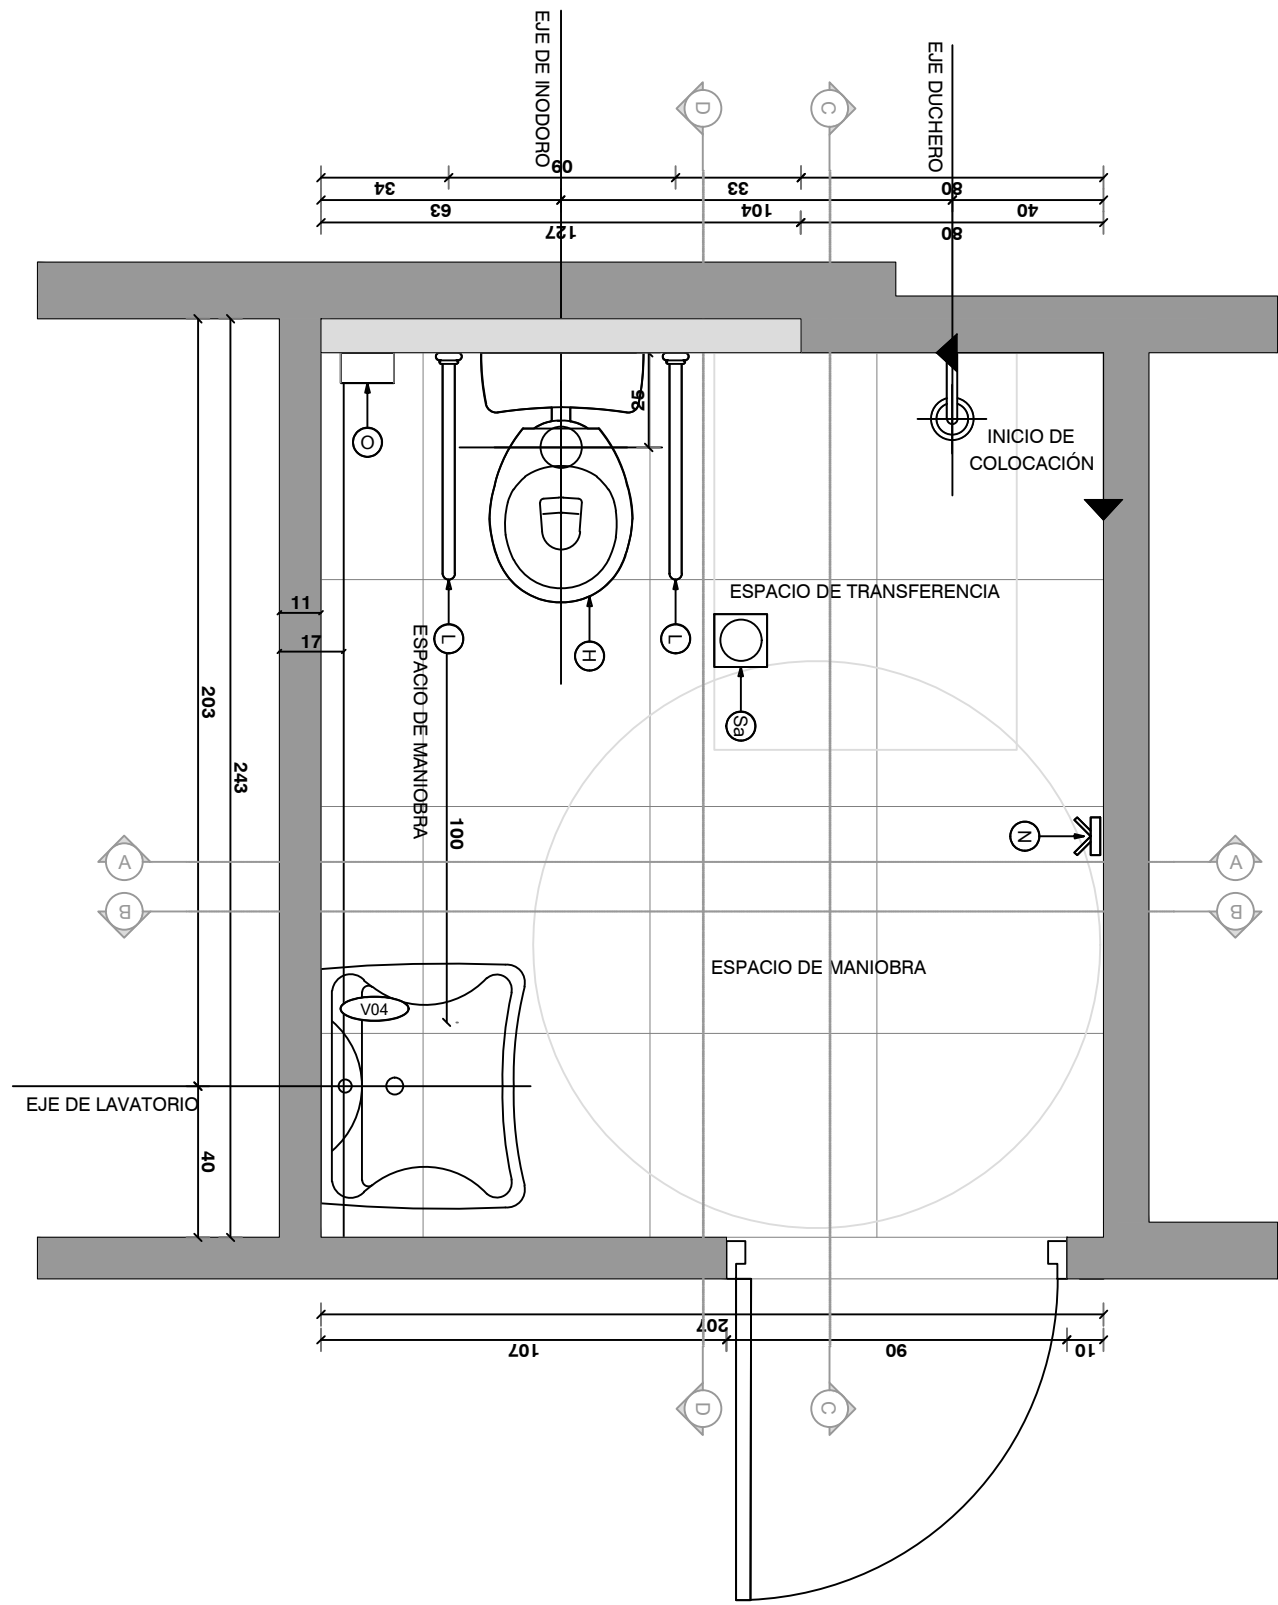 EJE DE INODORO
EJE DUCHERO
D
C
34
60
33
80
63
104
40
127
80
25
O
INICIO DE
COLOCACIÓN
11
17
ESPACIO DE TRANSFERENCIA
L
H
L
ESPACIO DE MANIOBRA
Sa
203
243
100
N
A
A
B
B
ESPACIO DE MANIOBRA
V04
EJE DE LAVATORIO
40
207
107
90
10
D
C